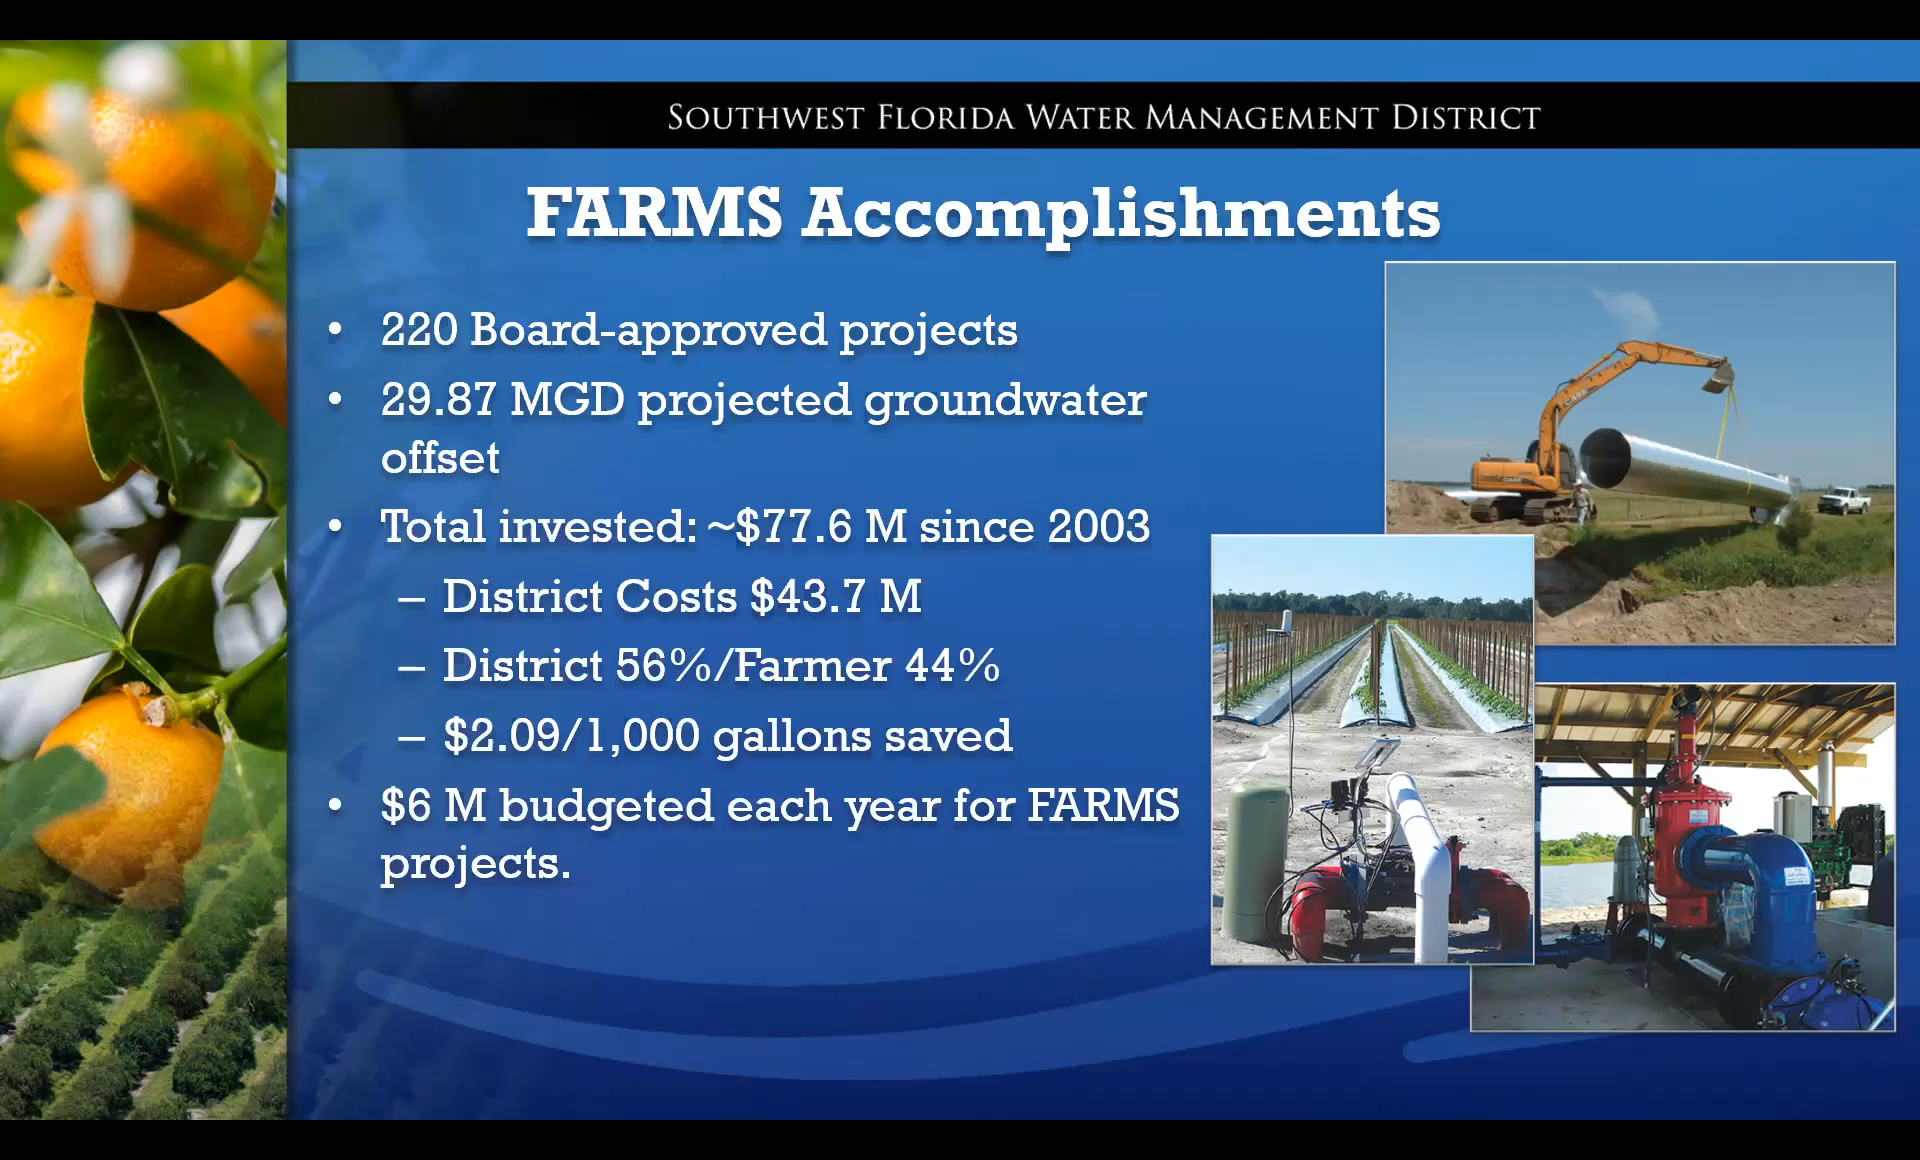 SOUTHWEST FLORIDA WATER MANAGEMENT DISTRICT
FARMS Accomplishments
• 220 Board-approved projects
• 29.87 MGD projected groundwater
offset
• Total invested: ~$77.6 M since 2003
– District Costs $43.7 M
– District 56%/Farmer 44%
– $2.09/1,000 gallons saved
• $6 M budgeted each year for FARMS
projects.